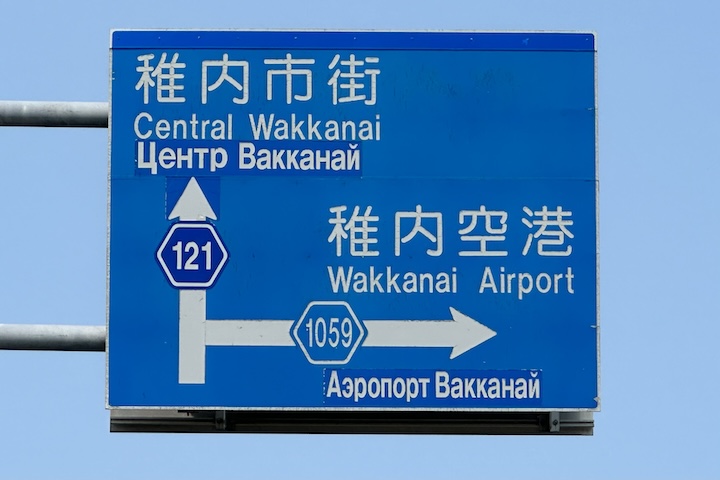 稚内市街
Central Wakkanai
Центр Вакканай
121
稚内空港
Wakkanai Airport
1059
Аэропорт Вакканай